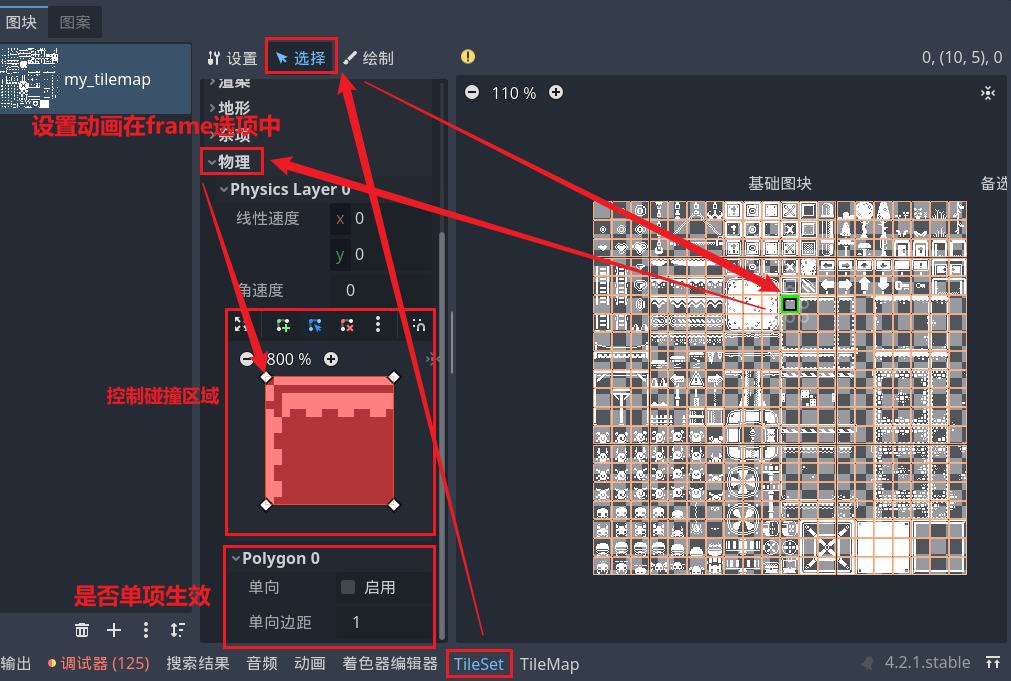 图块 图案
my_tilemap
设置 选择 绘制
0, (10, 5), 0
110 %
渲染
地形
设置动画在frame选项中
杂项
物理
Physics Layer 0
线性速度 x 0
y 0
角速度 0
基础图块
备选
800 %
控制碰撞区域
Polygon 0
单向 启用
是否单项生效
单向边距 1
输出 调试器 (125) 搜索结果 音频 动画 着色器编辑器 TileSet TileMap 4.2.1.stable